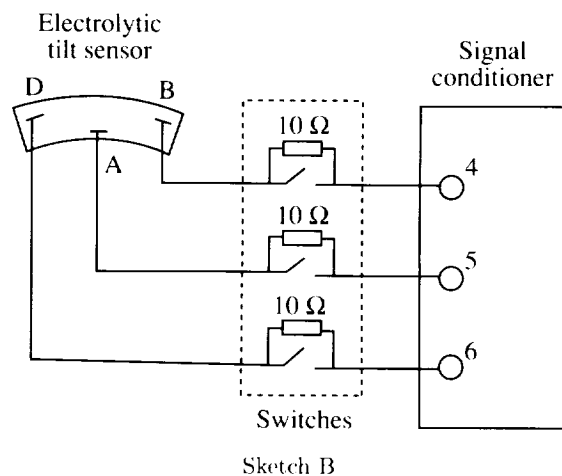 Electrolytic
tilt sensor
Signal
conditioner
D
B
A
10 Ω
4
10 Ω
5
10 Ω
6
Switches
Sketch B